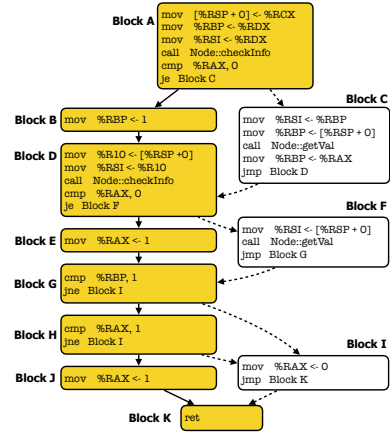 Block A
mov [%RSP + 0] <- %RCX
mov %RBP <- %RDX
mov %RSI <- %RDX
call Node::checkInfo
cmp %RAX, 0
je Block C
Block B
mov %RBP <- 1
Block C
mov %RSI <- %RBP
mov %RBP <- [%RSP + 0]
call Node::getVal
mov %RBP <- %RAX
jmp Block D
Block D
mov %R10 <- [%RSP +0]
mov %RSI <- %R10
call Node::checkInfo
cmp %RAX, 0
je Block F
Block E
mov %RAX <- 1
Block F
mov %RSI <- [%RSP + 0]
call Node::getVal
jmp Block G
Block G
cmp %RBP, 1
jne Block I
Block H
cmp %RAX, 1
jne Block I
Block I
mov %RAX <- 0
jmp Block K
Block J
mov %RAX <- 1
Block K
ret